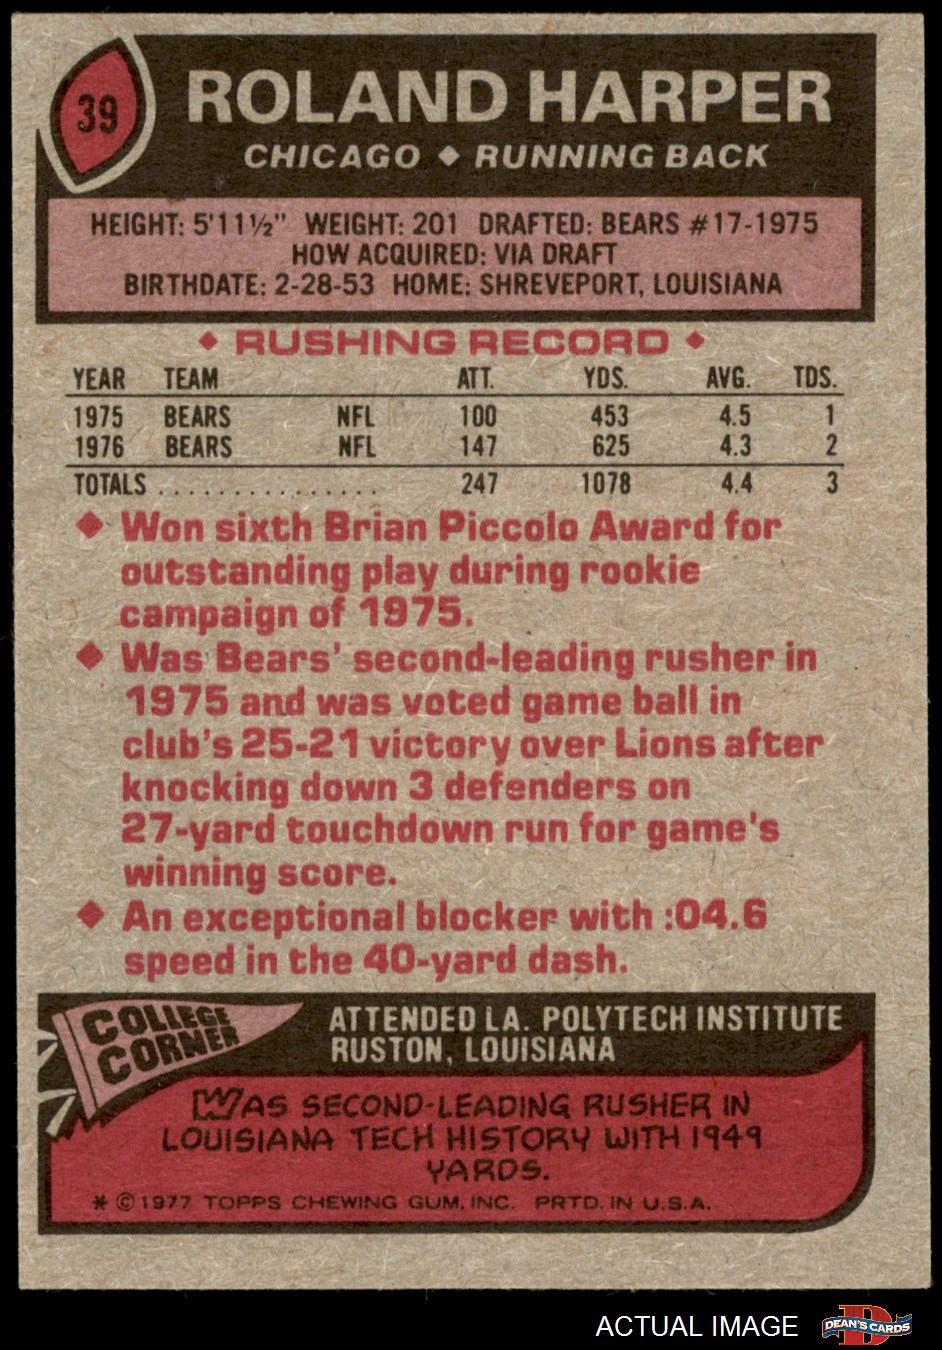 39
ROLAND HARPER
CHICAGO ◆ RUNNING BACK
HEIGHT: 5'11½" WEIGHT: 201 DRAFTED: BEARS #17-1975
HOW ACQUIRED: VIA DRAFT
BIRTHDATE: 2-28-53 HOME: SHREVEPORT, LOUISIANA
◆ RUSHING RECORD ◆
YEAR TEAM ATT. YDS. AVG. TDS.
1975 BEARS NFL 100 453 4.5 1
1976 BEARS NFL 147 625 4.3 2
TOTALS . . . . . . . . . . . . . . . 247 1078 4.4 3
◆ Won sixth Brian Piccolo Award for
outstanding play during rookie
campaign of 1975.
◆ Was Bears' second-leading rusher in
1975 and was voted game ball in
club's 25-21 victory over Lions after
knocking down 3 defenders on
27-yard touchdown run for game's
winning score.
◆ An exceptional blocker with :04.6
speed in the 40-yard dash.
COLLEGE
CORNER
ATTENDED LA. POLYTECH INSTITUTE
RUSTON, LOUISIANA
WAS SECOND-LEADING RUSHER IN
LOUISIANA TECH HISTORY WITH 1949
YARDS.
* © 1977 TOPPS CHEWING GUM, INC. PRTD. IN U.S.A.
ACTUAL IMAGE
D
DEAN'S CARDS